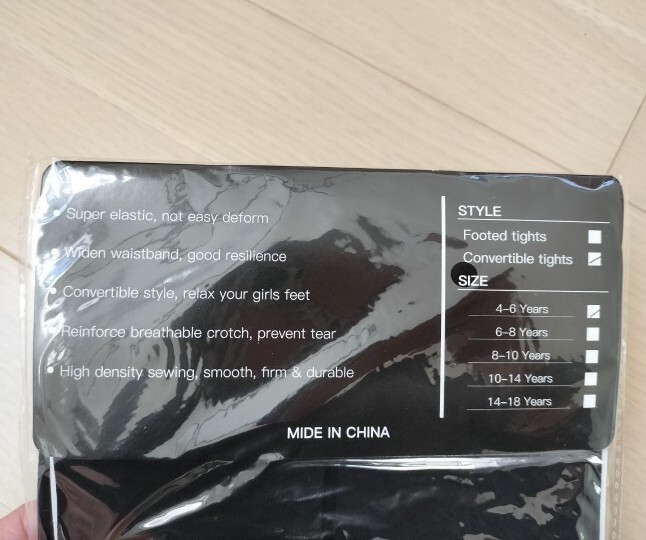 • Super elastic, not easy deform
• Widen waistband, good resilience
• Convertible style, relax your girls feet
• Reinforce breathable crotch, prevent tear
• High density sewing, smooth, firm & durable
STYLE
Footed tights
Convertible tights
SIZE
4-6 Years
6-8 Years
8-10 Years
10-14 Years
14-18 Years
MIDE IN CHINA